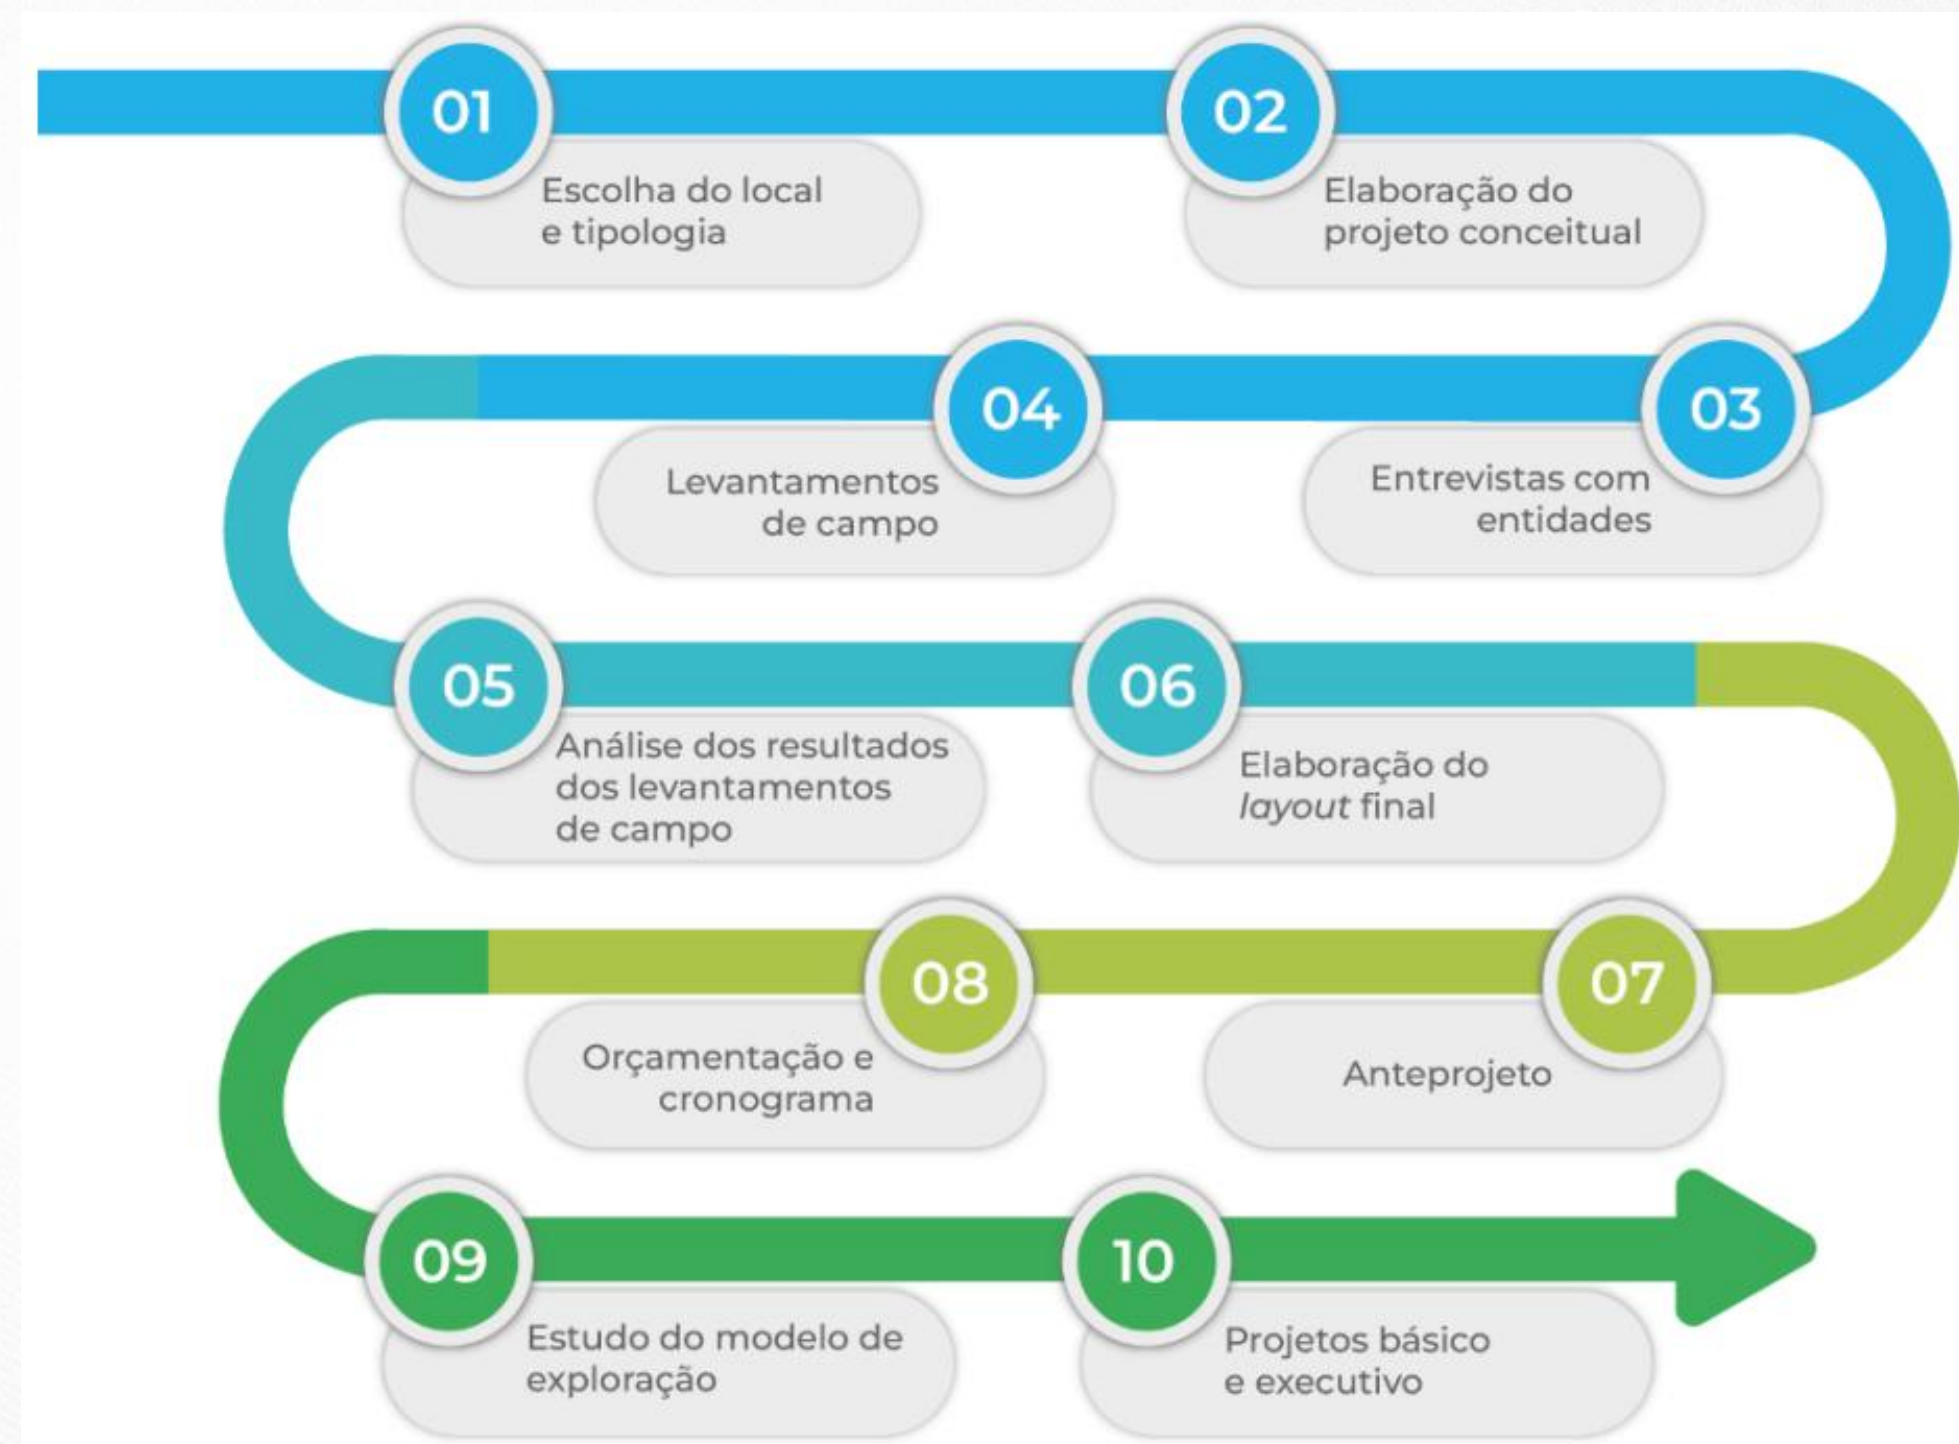 01
Escolha do local
e tipologia
02
Elaboração do
projeto conceitual
03
Entrevistas com
entidades
04
Levantamentos
de campo
05
Análise dos resultados
dos levantamentos
de campo
06
Elaboração do
layout final
07
Anteprojeto
08
Orçamentação e
cronograma
09
Estudo do modelo de
exploração
10
Projetos básico
e executivo